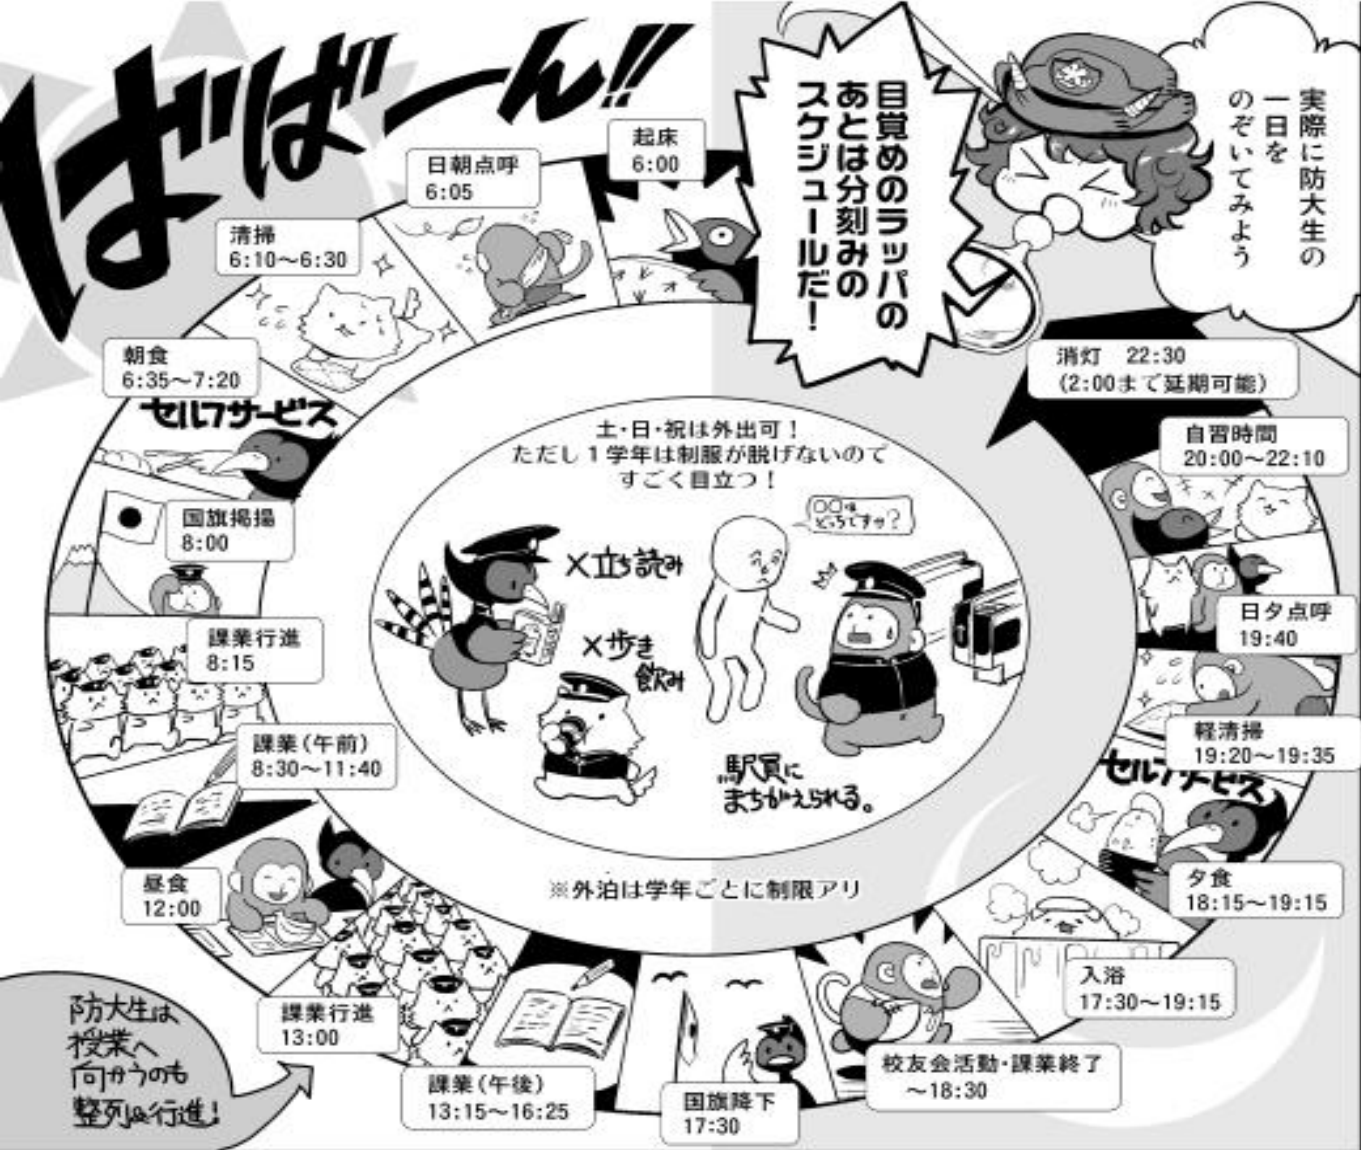 実際に防大生の
一日を
のぞいてみよう
目覚めのラッパの
あとは分刻みの
スケジュールだ！
ばばーん!!
起床
6:00
日朝点呼
6:05
清掃
6:10〜6:30
朝食
6:35〜7:20
セルフサービス
国旗掲揚
8:00
課業行進
8:15
課業(午前)
8:30〜11:40
昼食
12:00
課業行進
13:00
防大生は
授業へ
向かうのも
整列&行進!
課業(午後)
13:15〜16:25
国旗降下
17:30
校友会活動・課業終了
〜18:30
入浴
17:30〜19:15
夕食
18:15〜19:15
セルフサービス
軽清掃
19:20〜19:35
日夕点呼
19:40
自習時間
20:00〜22:10
消灯　22:30
(2:00まで延期可能)
土・日・祝は外出可！
ただし１学年は制服が脱げないので
すごく目立つ！
×立ち読み
×歩き
飲み
〇〇は
どっちですか?
駅員に
まちがえられる。
※外泊は学年ごとに制限アリ